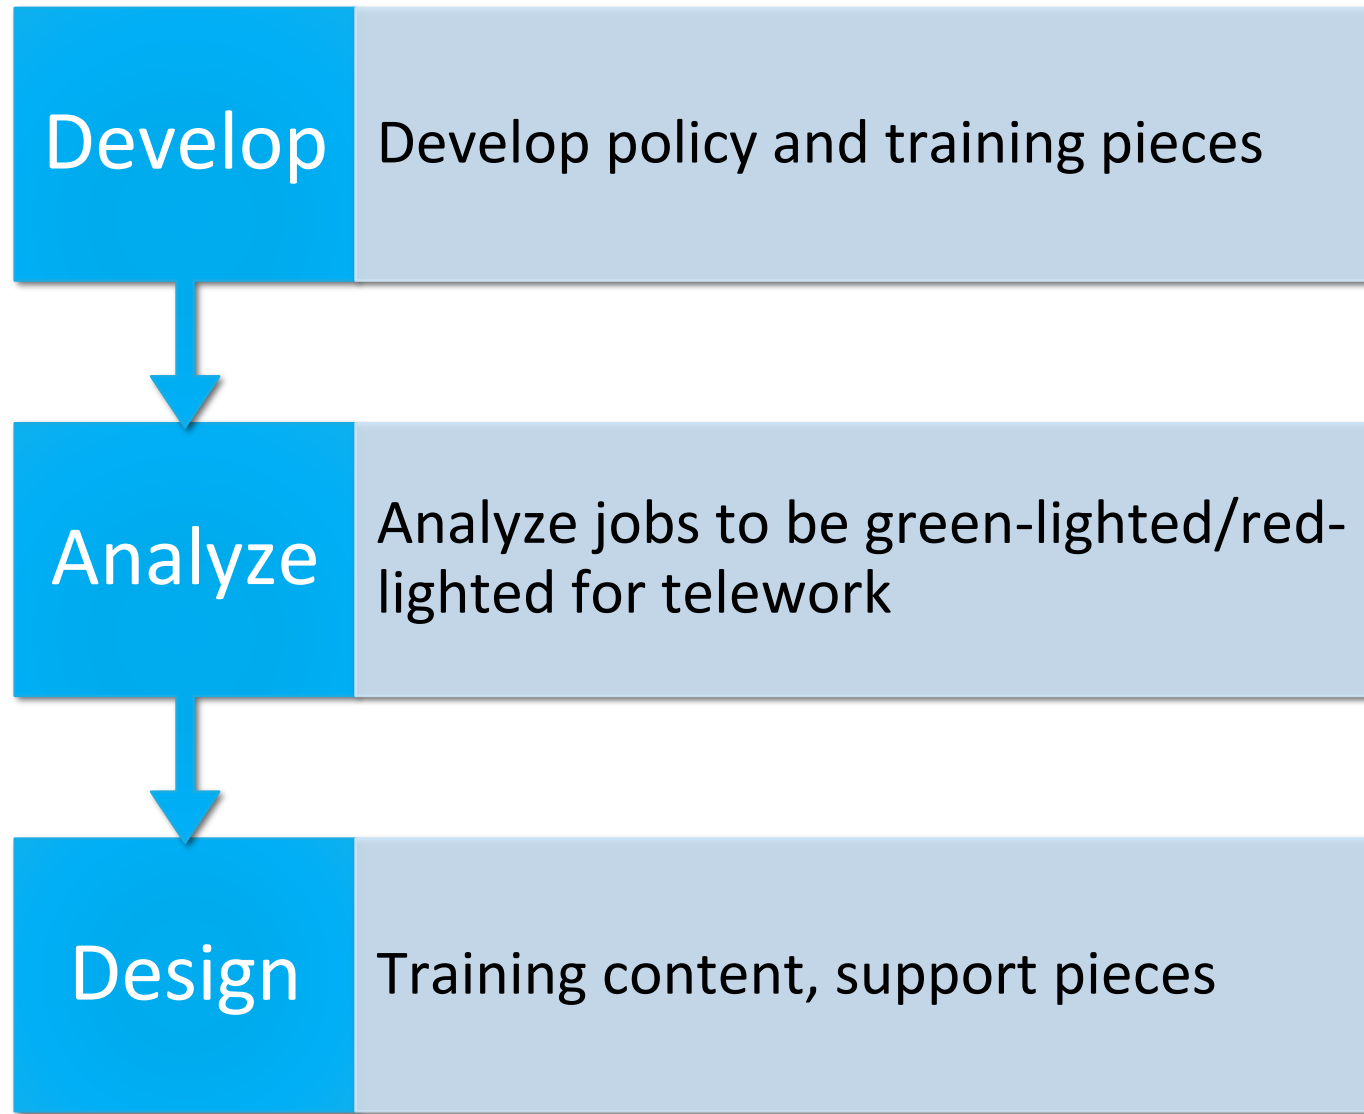 Develop
Develop policy and training pieces
Analyze
Analyze jobs to be green-lighted/red-
lighted for telework
Design
Training content, support pieces